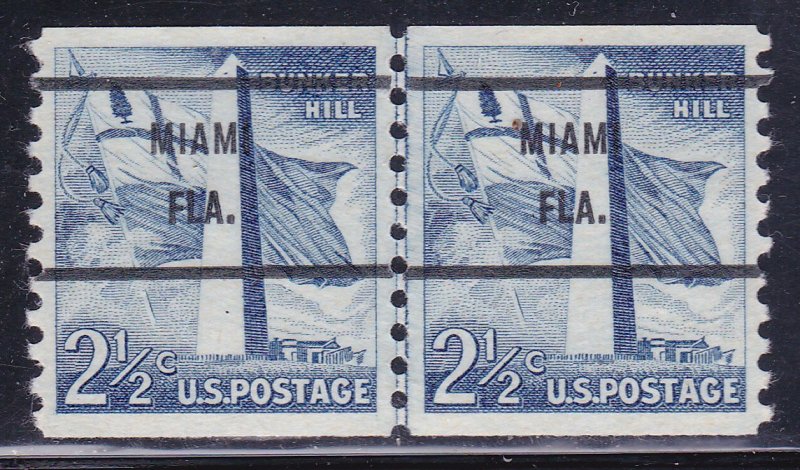 BUNKER
HILL
MIAMI
FLA.
2½c
U.S. POSTAGE
BUNKER
HILL
MIAMI
FLA.
2½c
U.S. POSTAGE